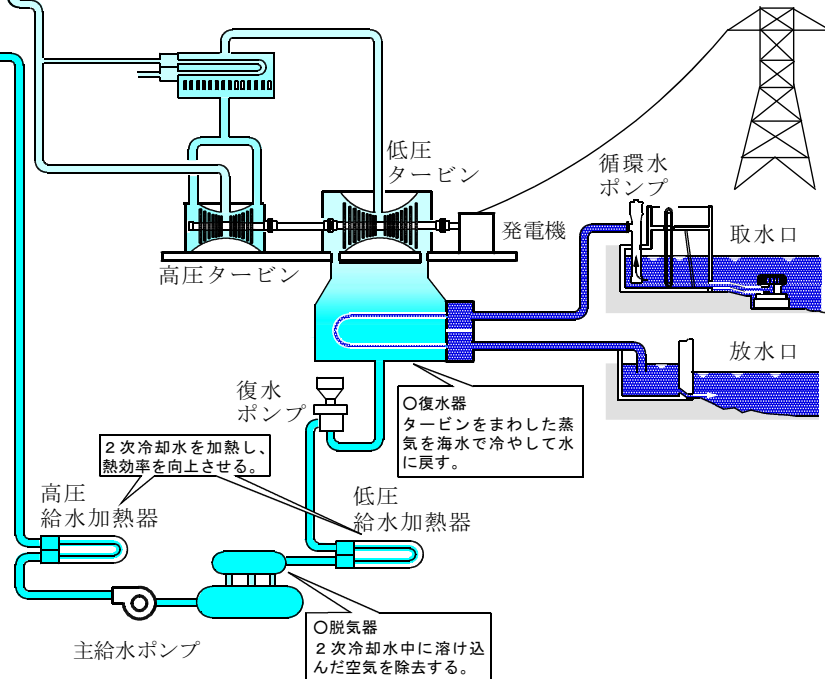 低圧
タービン
循環水
ポンプ
取水口
発電機
高圧タービン
放水口
復水
ポンプ
○復水器
タービンをまわした蒸
気を海水で冷やして水
に戻す。
２次冷却水を加熱し、
熱効率を向上させる。
高圧
給水加熱器
低圧
給水加熱器
○脱気器
２次冷却水中に溶け込
んだ空気を除去する。
主給水ポンプ